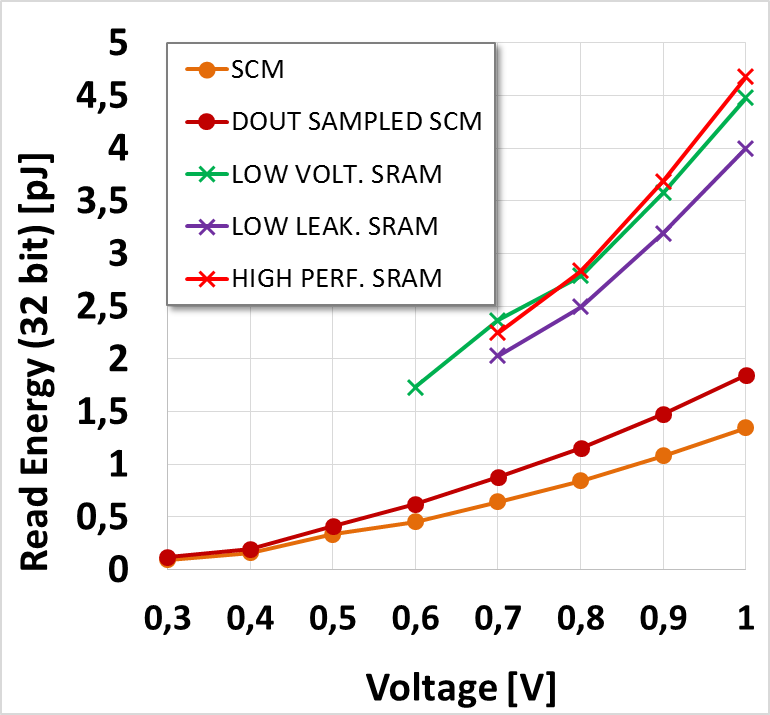 5
4,5
4
3,5
3
2,5
2
1,5
1
0,5
0
Read Energy (32 bit) [pJ]
SCM
DOUT SAMPLED SCM
LOW VOLT. SRAM
LOW LEAK. SRAM
HIGH PERF. SRAM
0,3 0,4 0,5 0,6 0,7 0,8 0,9 1
Voltage [V]